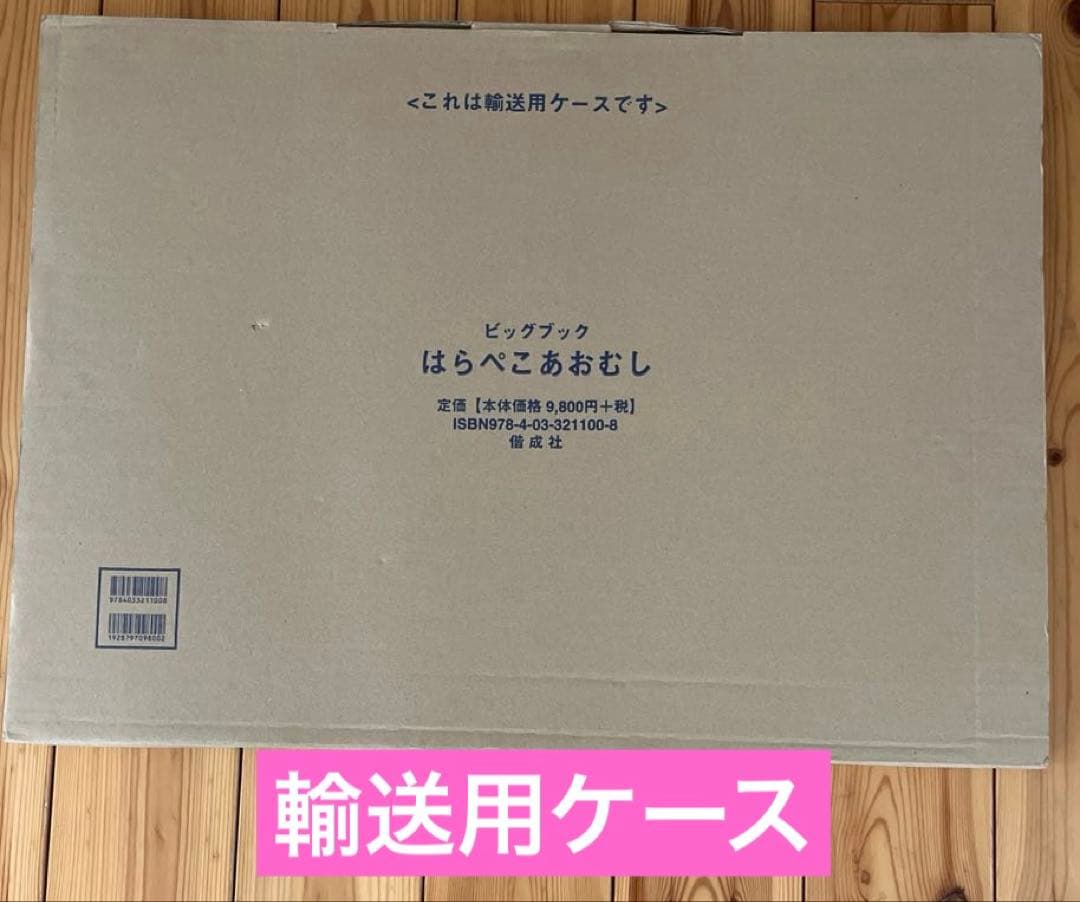 <これは輸送用ケースです>
ビッグブック
はらぺこあおむし
定価【本体価格 9,800円+税】
ISBN978-4-03-321100-8
偕成社
9784033211008
1928797098002
輸送用ケース